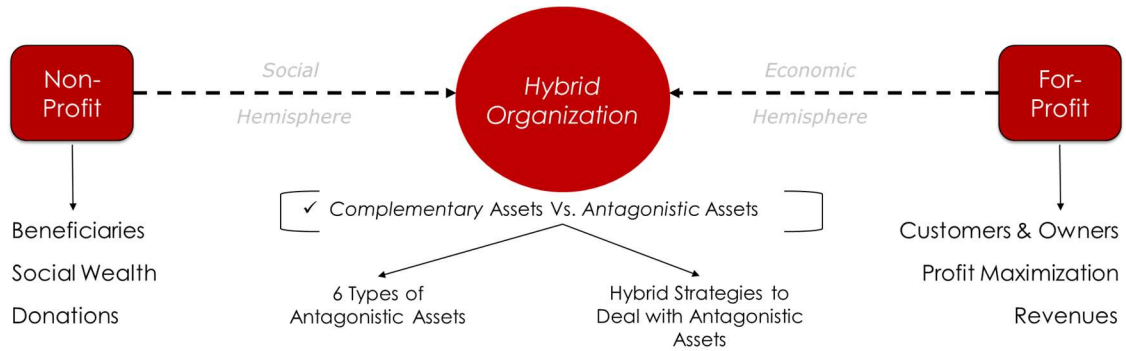 Non-
Profit
Social
Hemisphere
Hybrid
Organization
Economic
Hemisphere
For-
Profit
✓ Complementary Assets Vs. Antagonistic Assets
Beneficiaries
Social Wealth
Donations
6 Types of
Antagonistic Assets
Hybrid Strategies to
Deal with Antagonistic
Assets
Customers & Owners
Profit Maximization
Revenues